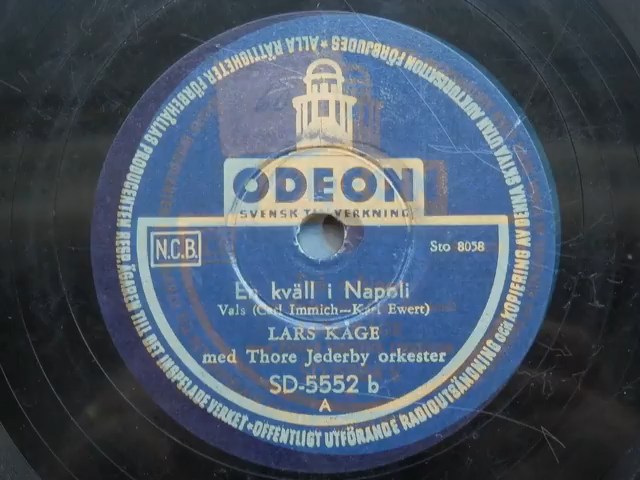 ALLA RÄTTIGHETER FÖRBEHÅLLAS PRODUCENTEN RESP. ÄGAREN TILL DET INSPELADE VERKET • OFFENTLIGT UTFÖRANDE RADIOUTSÄNDNING och KOPIERING AV DENNA SKIVA UTAN AUKTORISATION FÖRBJUDES ★
ODEON
SVENSK TILLVERKNING
N.C.B.
Sto 8058
En kväll i Napoli
Vals (Carl Immich—Karl Ewert)
LARS KÅGE
med Thore Jederby orkester
SD-5552 b
A